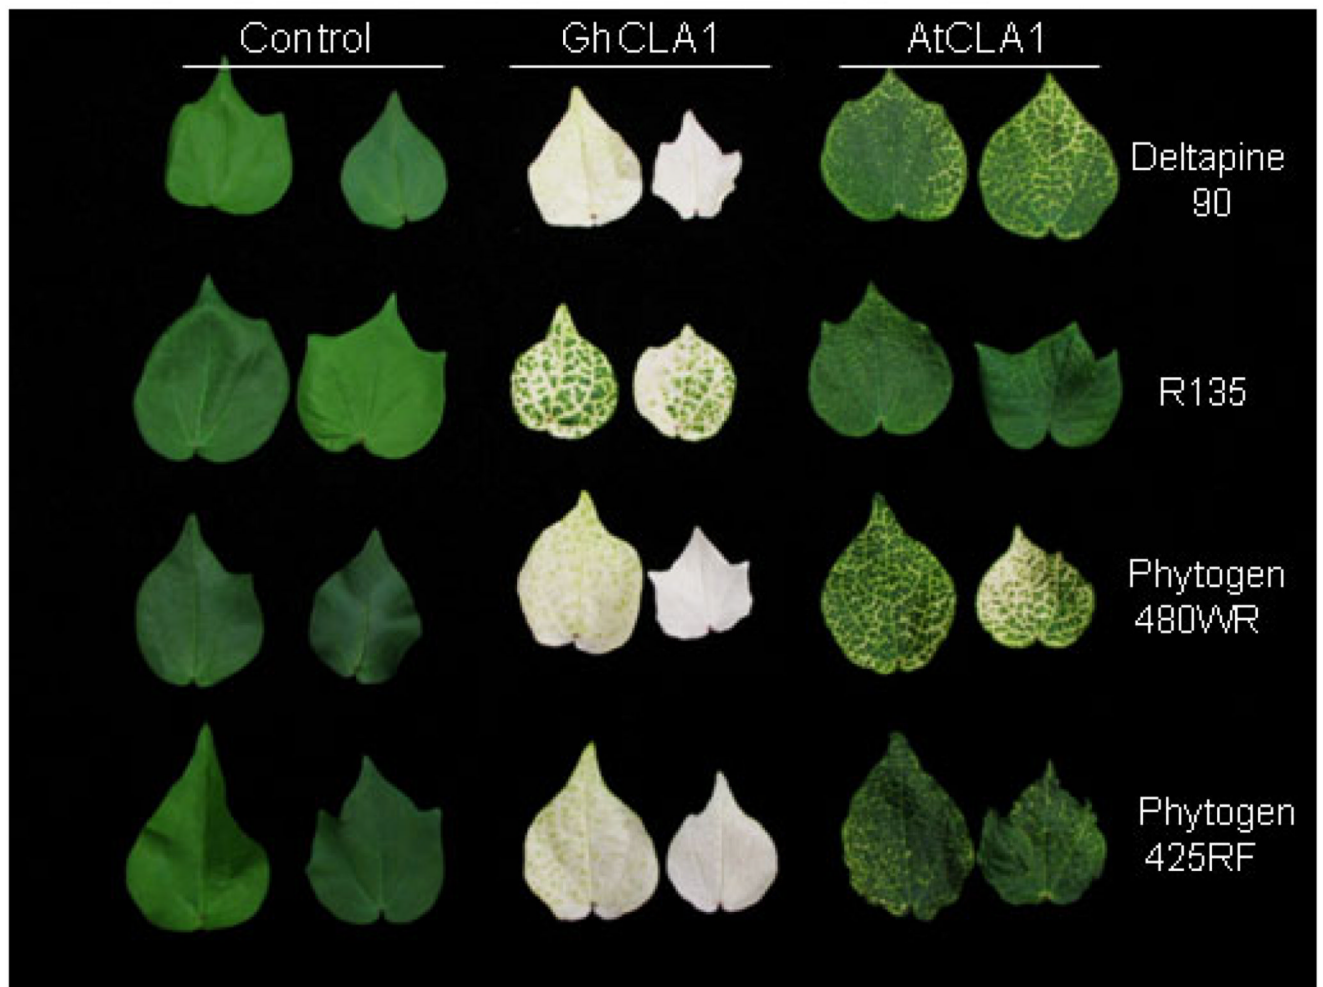 Control
GhCLA1
AtCLA1
Deltapine
90
R135
Phytogen
480WR
Phytogen
425RF